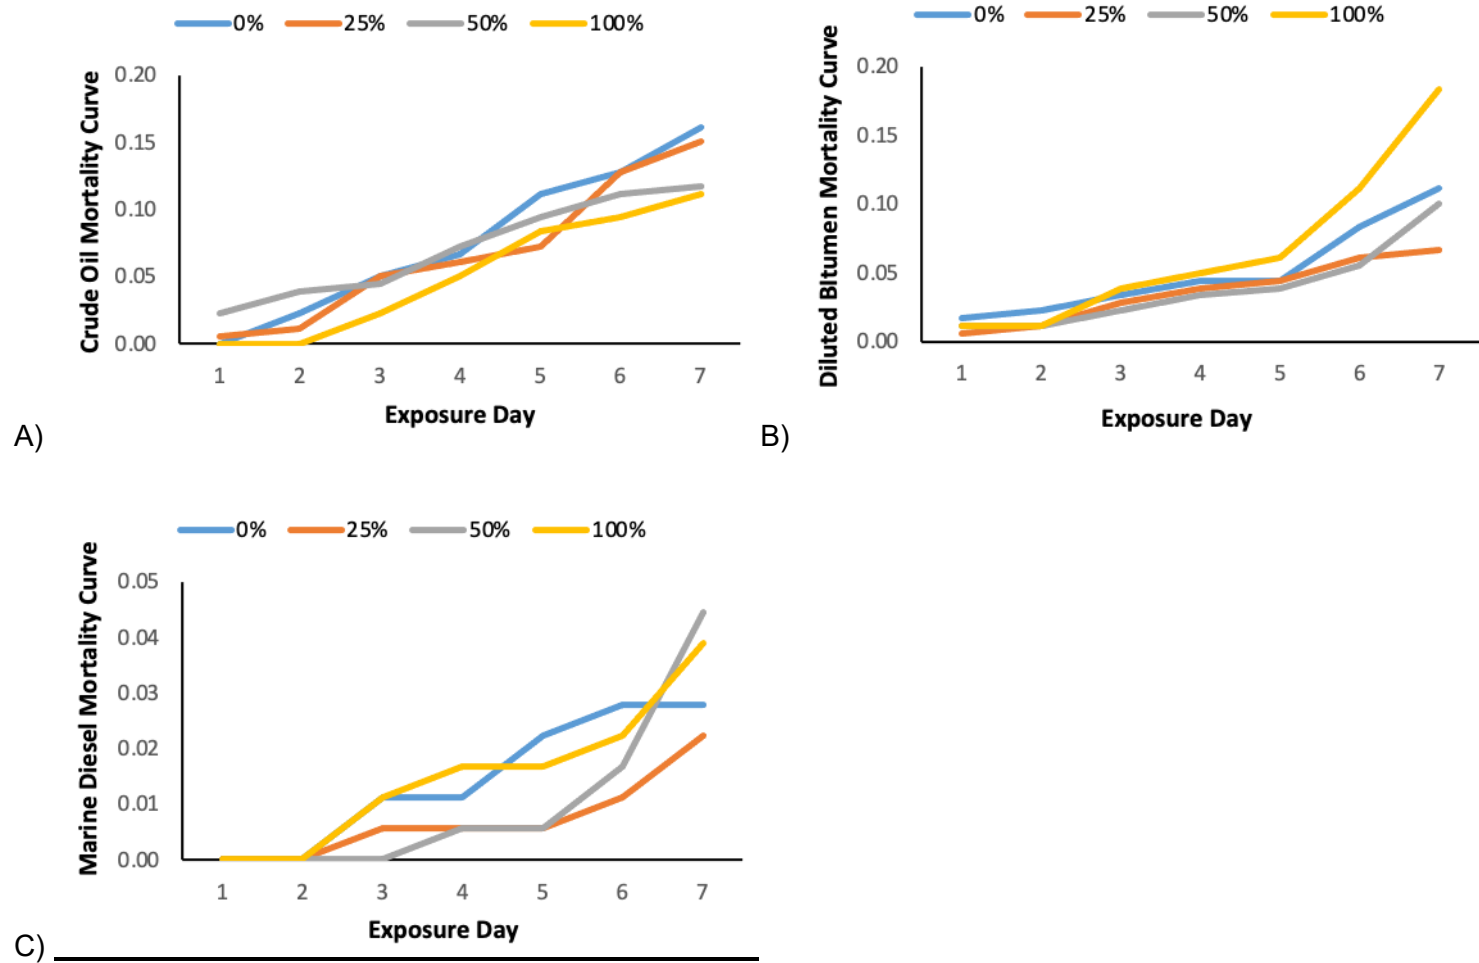 0% 25% 50% 100%
Crude Oil Mortality Curve
0.20
0.15
0.10
0.05
0.00
1 2 3 4 5 6 7
Exposure Day
A)
0% 25% 50% 100%
Diluted Bitumen Mortality Curve
0.20
0.15
0.10
0.05
0.00
1 2 3 4 5 6 7
Exposure Day
B)
0% 25% 50% 100%
Marine Diesel Mortality Curve
0.05
0.04
0.03
0.02
0.01
0.00
1 2 3 4 5 6 7
Exposure Day
C)